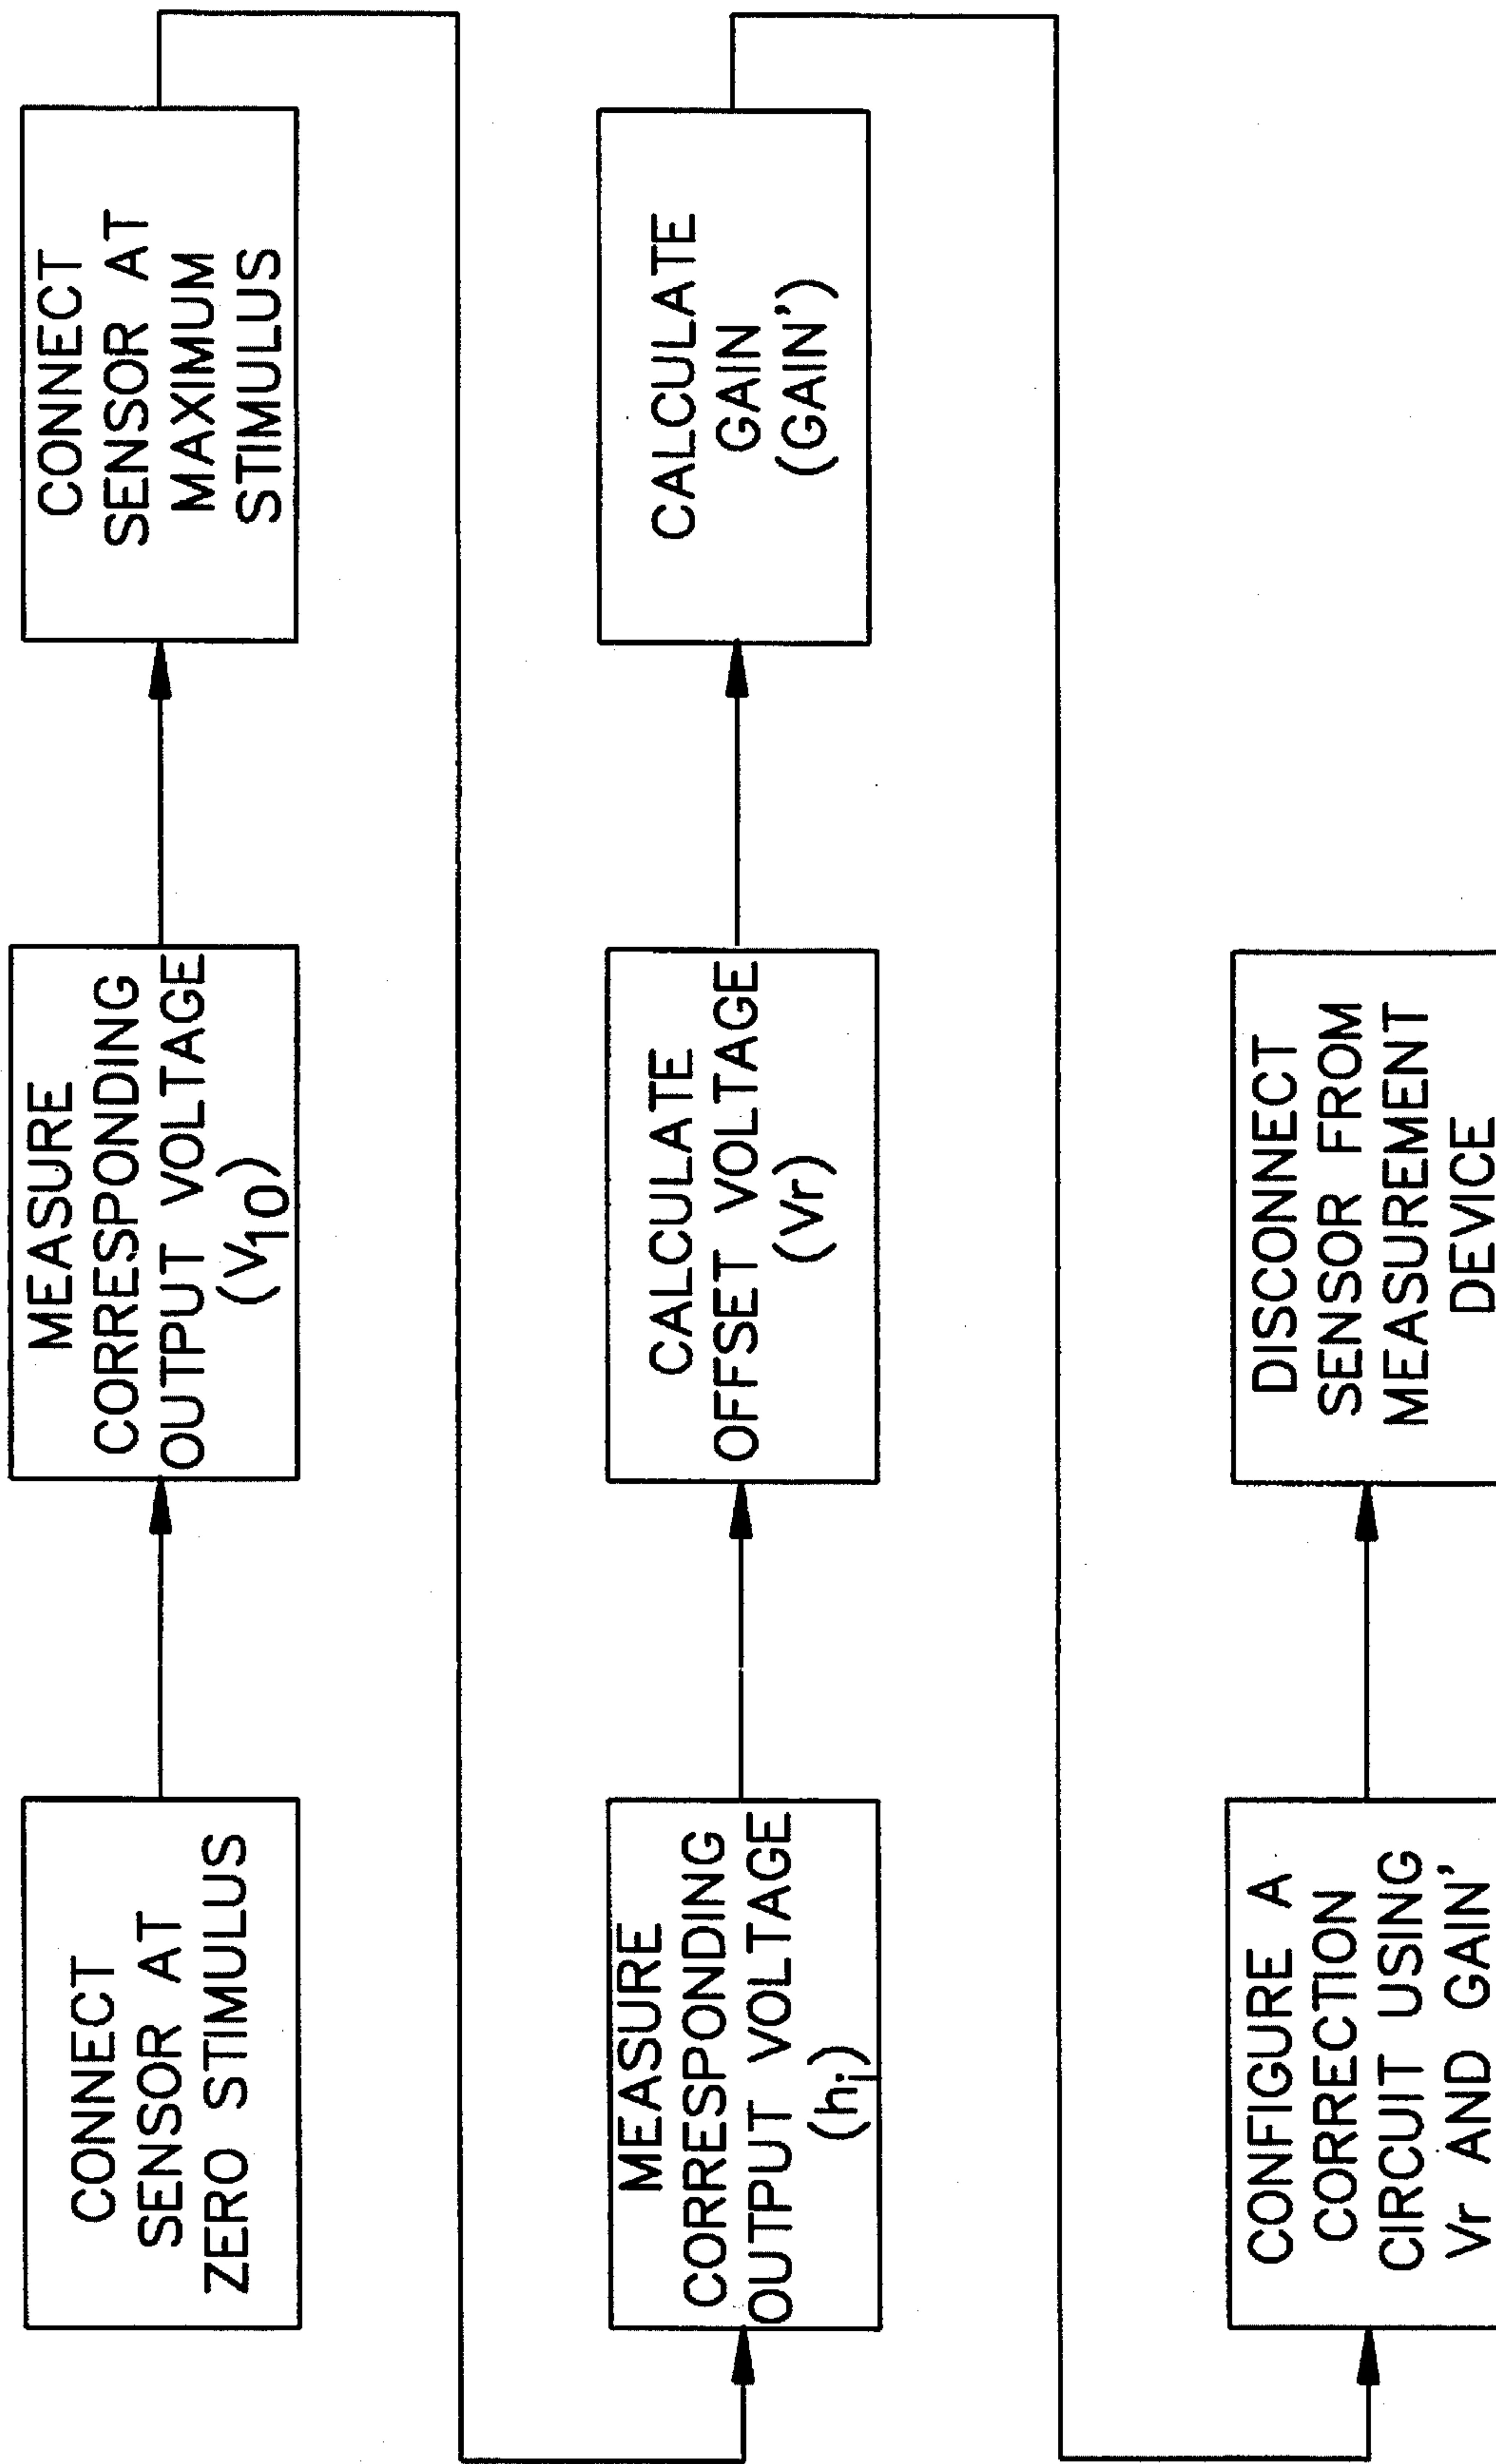 CONNECT
SENSOR AT
ZERO STIMULUS
MEASURE
CORRESPONDING
OUTPUT VOLTAGE
(V10)
CONNECT
SENSOR AT
MAXIMUM
STIMULUS
MEASURE
CORRESPONDING
OUTPUT VOLTAGE
(hi)
CALCULATE
OFFSET VOLTAGE
(Vr)
CALCULATE
GAIN
(GAIN')
CONFIGURE A
CORRECTION
CIRCUIT USING
Vr AND GAIN'
DISCONNECT
SENSOR FROM
MEASUREMENT
DEVICE